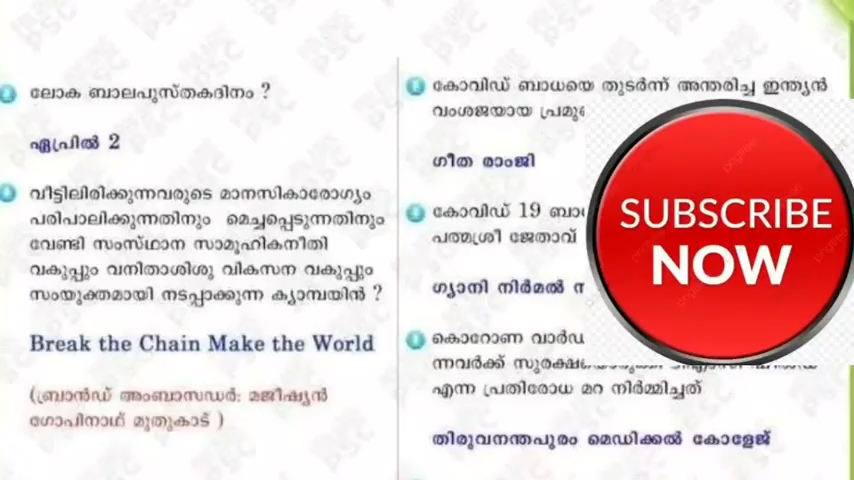 ലോക ബാലപുസ്തകദിനം ?
ഏപ്രിൽ 2
വീട്ടിലിരിക്കുന്നവരുടെ മാനസികാരോഗ്യം
പരിപാലിക്കുന്നതിനും മെച്ചപ്പെടുന്നതിനും
വേണ്ടി സംസ്ഥാന സാമൂഹികനീതി
വകുപ്പും വനിതാശിശു വികസന വകുപ്പും
സംയുക്തമായി നടപ്പാക്കുന്ന ക്യാമ്പയിൻ ?
Break the Chain Make the World
(ബ്രാൻഡ് അംബാസഡർ: മജീഷ്യൻ
ഗോപിനാഥ് മുതുകാട് )
കോവിഡ് ബാധയെ തുടർന്ന് അന്തരിച്ച ഇന്ത്യൻ
വംശജയായ
ഗീത രാംജി
കോവിഡ് 19
പത്മശ്രീ ജേതാവ്
ഗ്യാനി നിർമൽ
കൊറോണ വാർഡ
ന്നവർക്ക്
എന്ന പ്രതിരോധ മറ നിർമ്മിച്ചത്
തിരുവനന്തപുരം മെഡിക്കൽ കോളേജ്
SUBSCRIBE
NOW